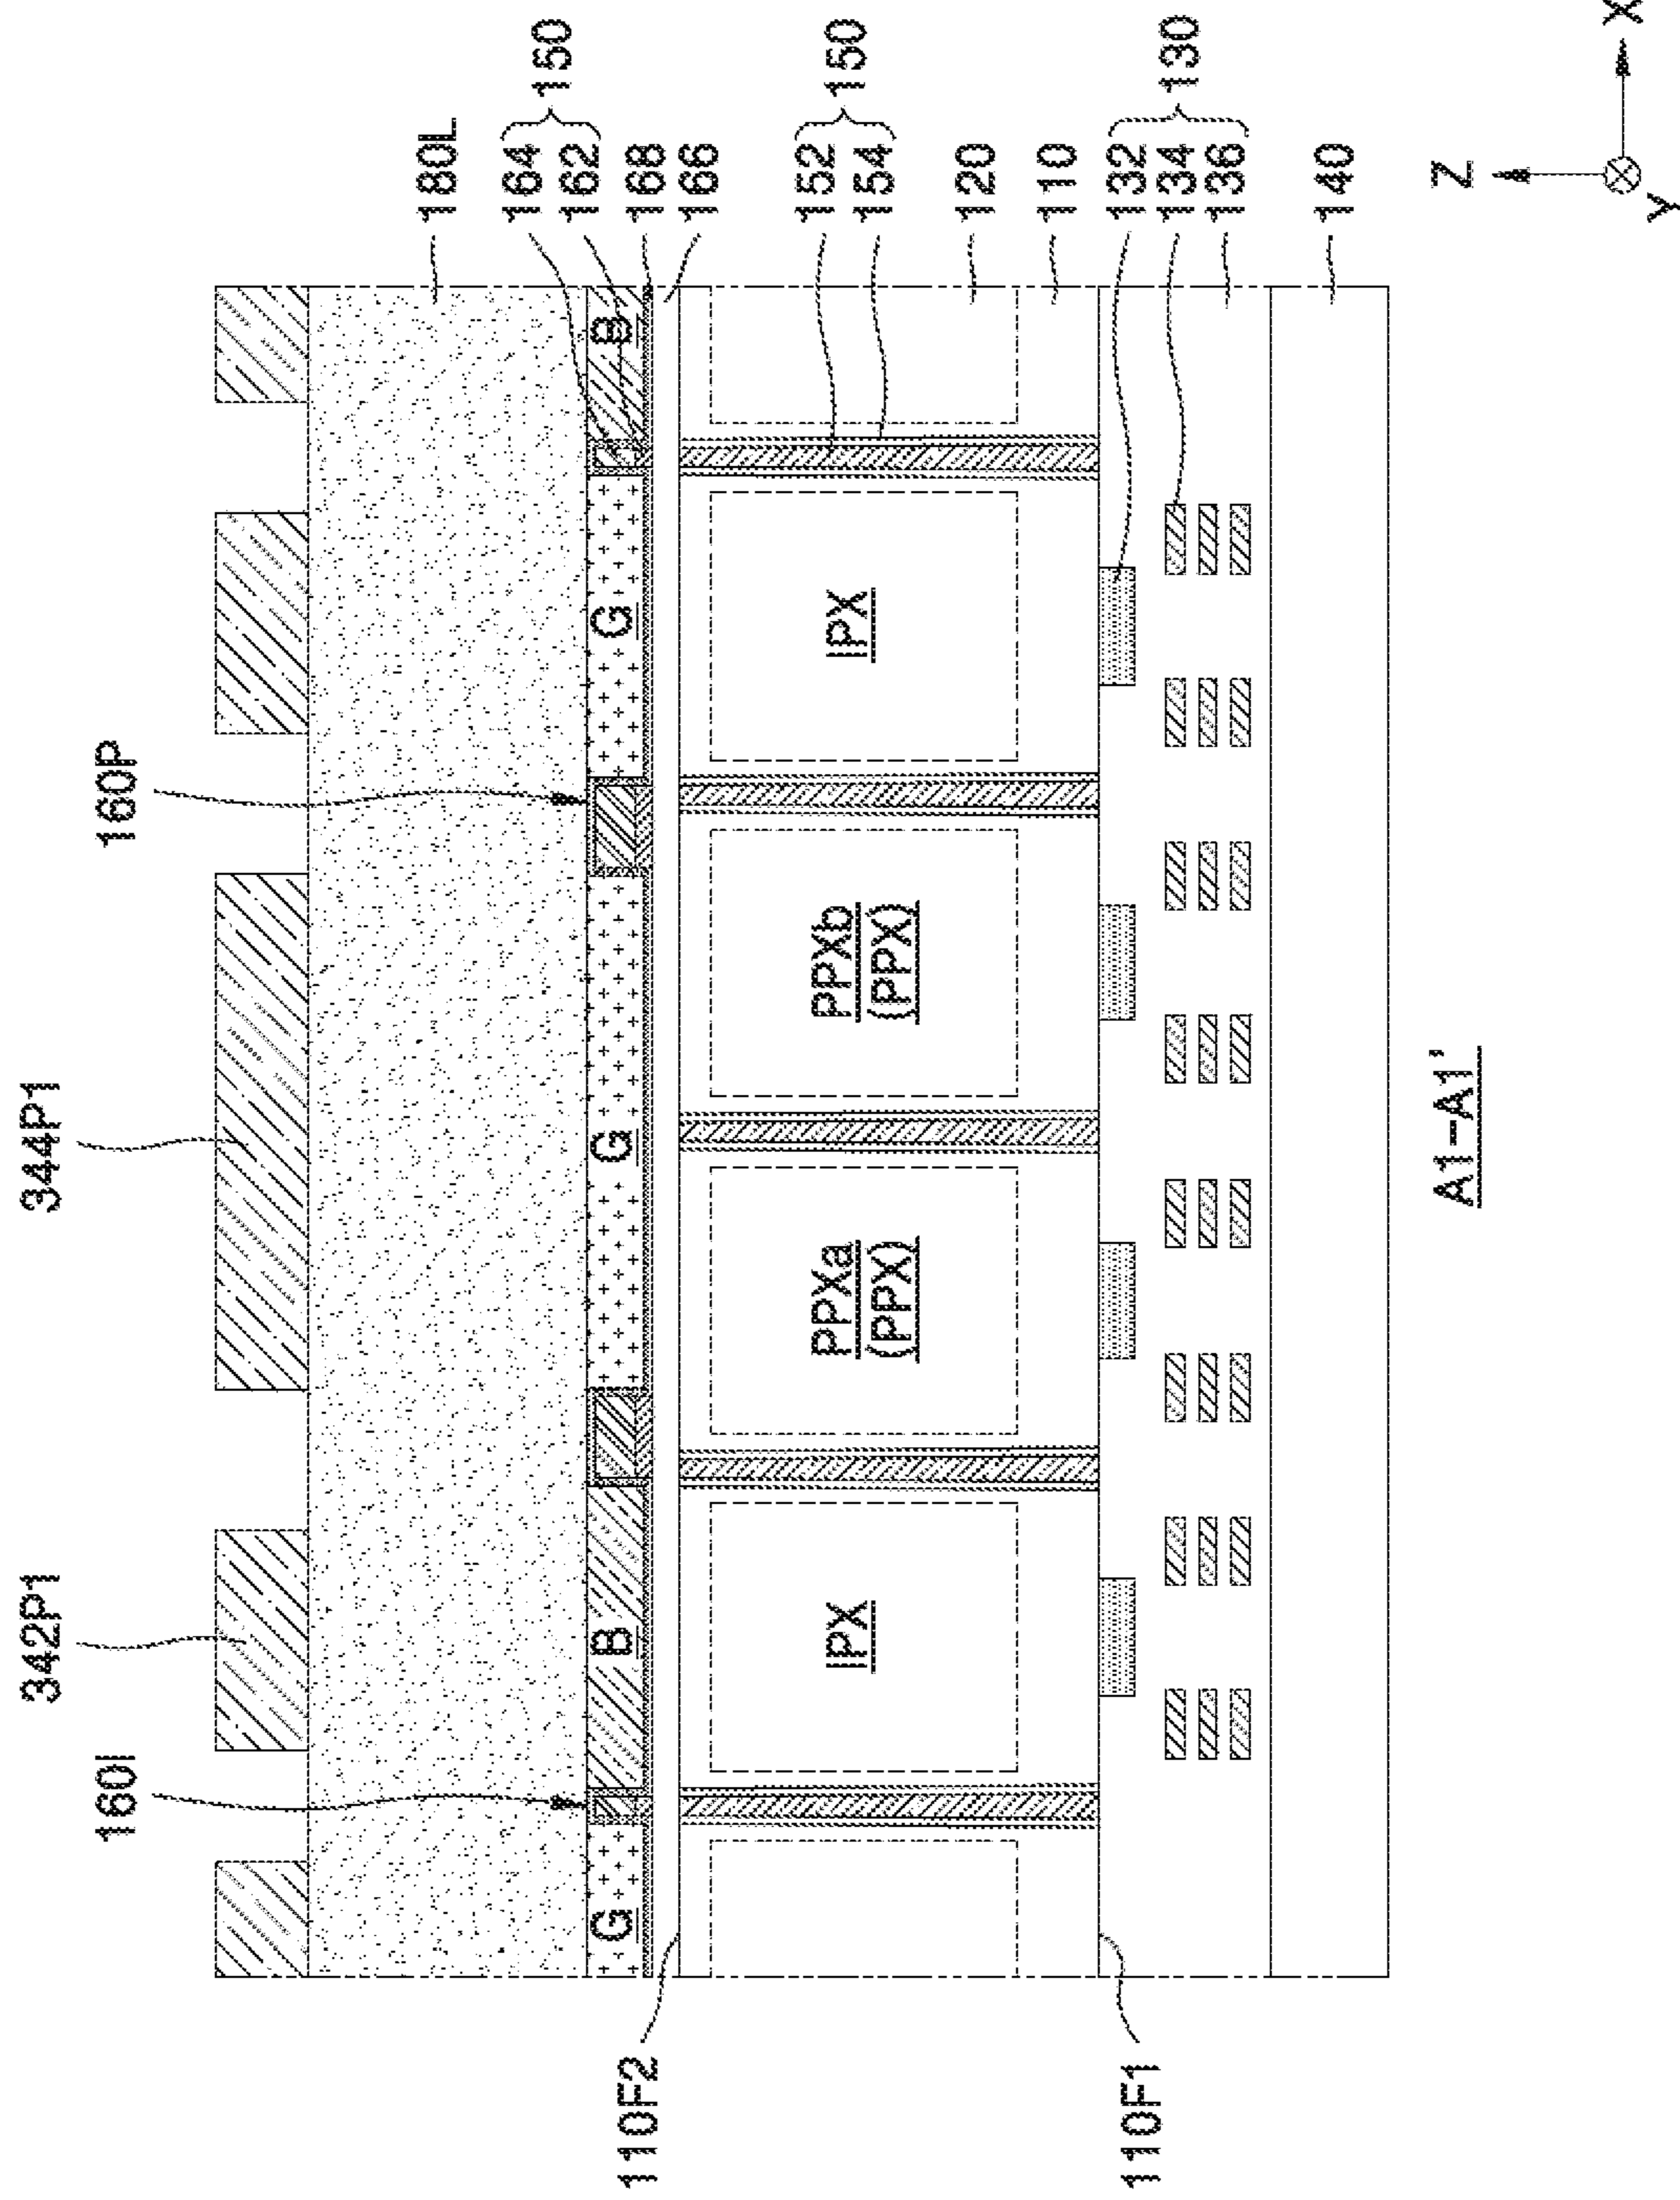 342P1
344P1
160I
160P
180L
164
162
150
168
166
G
B
G
G
B
110F2
152
154
150
IPX
PPXa
(PPX)
PPXb
(PPX)
IPX
120
110
110F1
132
134
136
130
140
A1-A1'
Z
X
Y